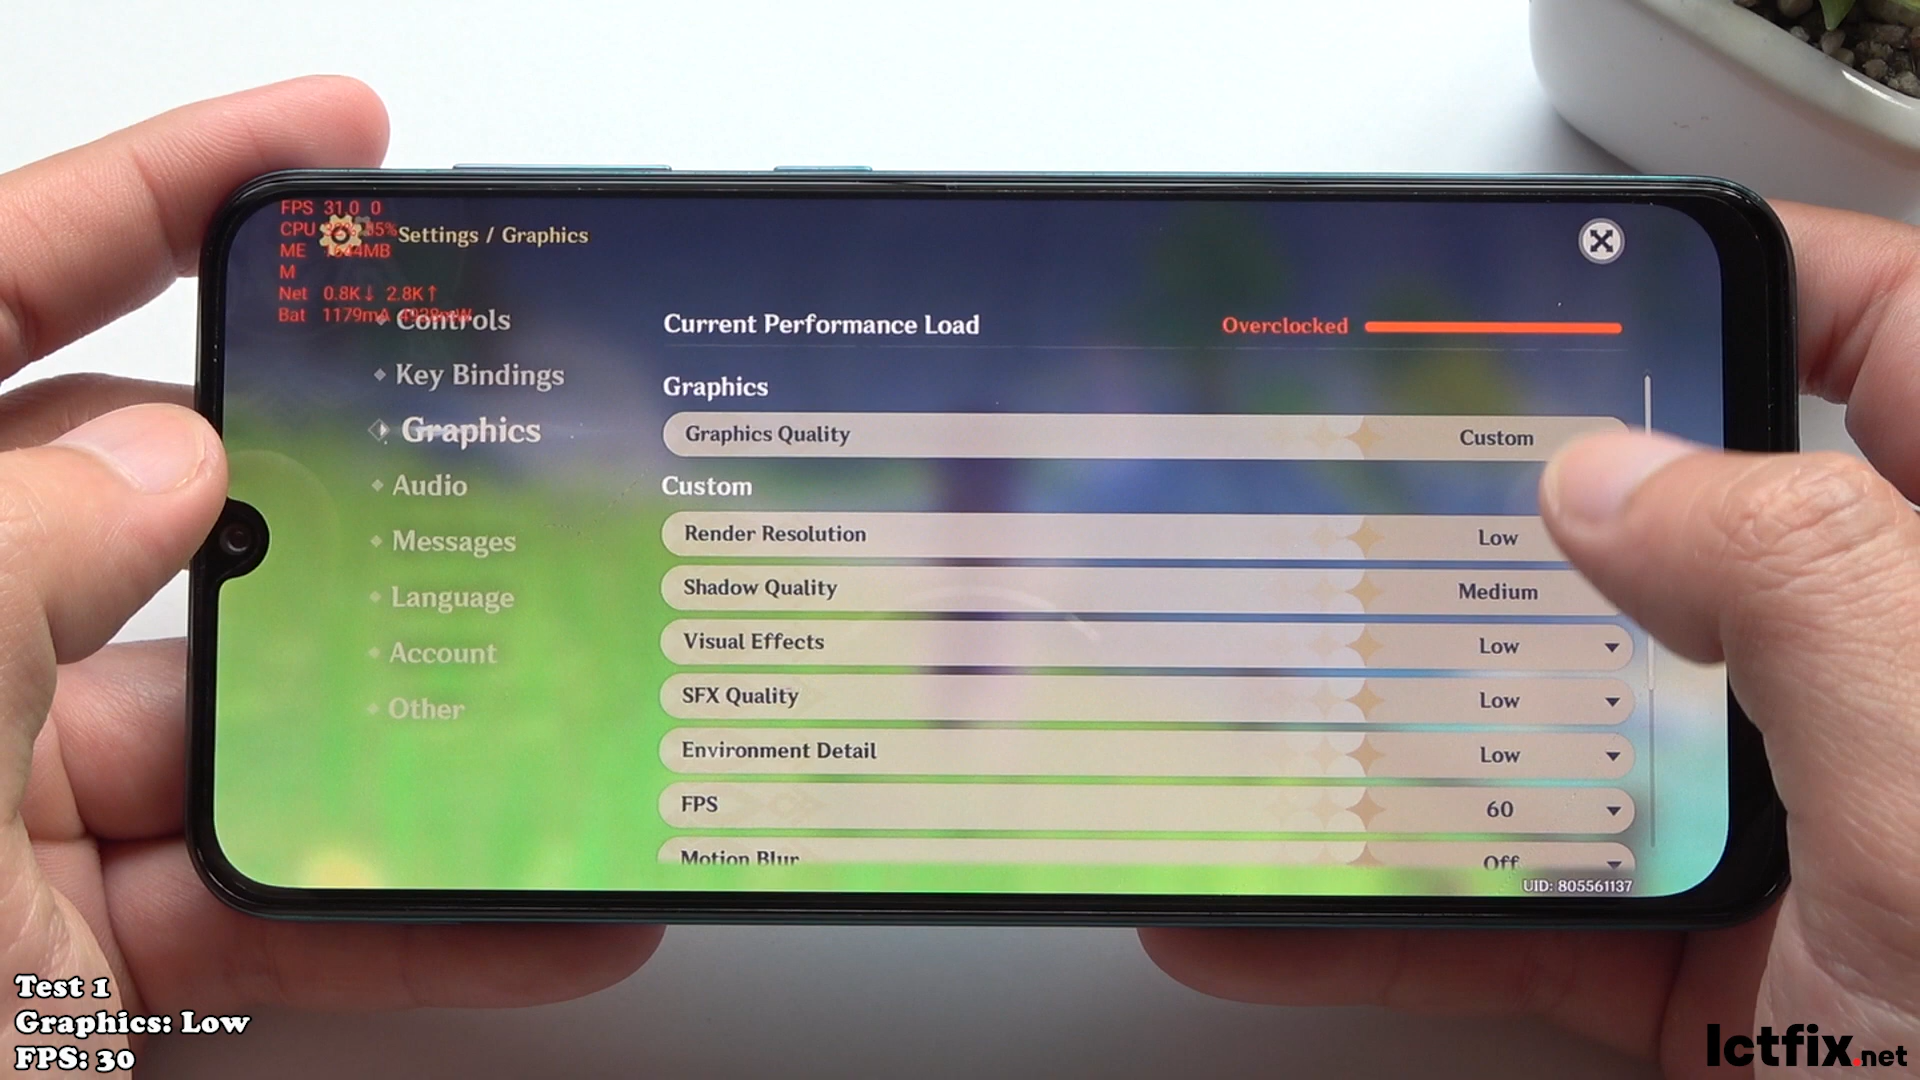 FPS 31.0 0
CPU 35%
ME 1644MB
M
Net 0.8K↓ 2.8K↑
Bat 1179mA
Settings / Graphics
Controls
Key Bindings
Graphics
Audio
Messages
Language
Account
Other
Current Performance Load
Overclocked
Graphics
Graphics Quality Custom
Custom
Render Resolution Low
Shadow Quality Medium
Visual Effects Low
SFX Quality Low
Environment Detail Low
FPS 60
Motion Blur Off
UID: 805561137
Test 1
Graphics: Low
FPS: 30
Ictfix.net